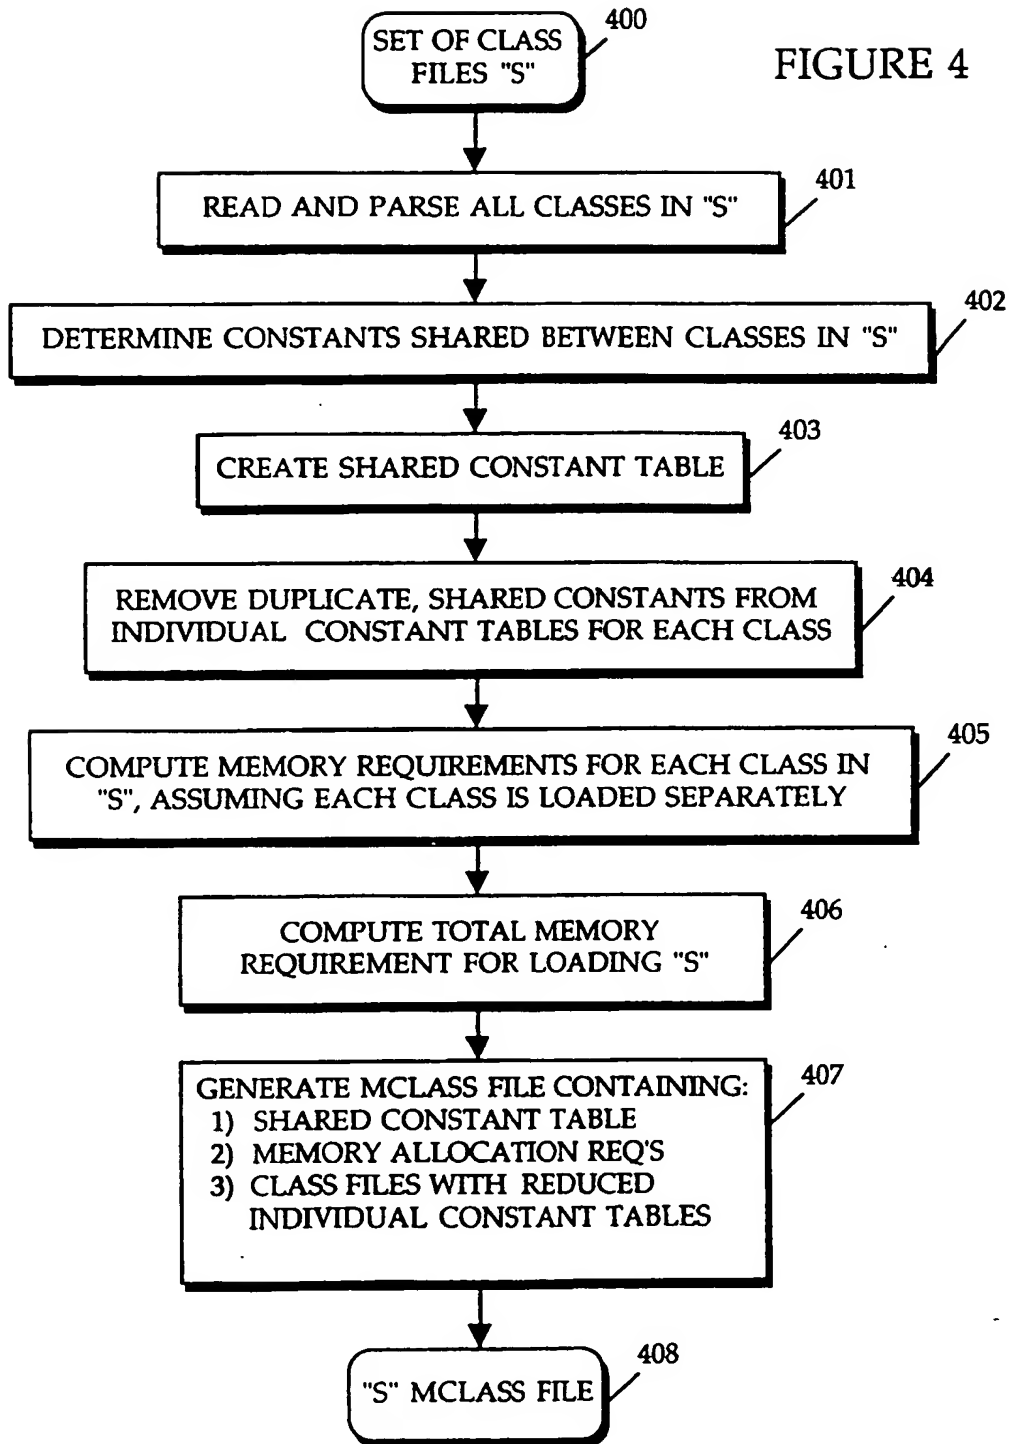 400
SET OF CLASS
FILES "S"
FIGURE 4
401
READ AND PARSE ALL CLASSES IN "S"
402
DETERMINE CONSTANTS SHARED BETWEEN CLASSES IN "S"
403
CREATE SHARED CONSTANT TABLE
404
REMOVE DUPLICATE, SHARED CONSTANTS FROM
INDIVIDUAL CONSTANT TABLES FOR EACH CLASS
405
COMPUTE MEMORY REQUIREMENTS FOR EACH CLASS IN
"S", ASSUMING EACH CLASS IS LOADED SEPARATELY
406
COMPUTE TOTAL MEMORY
REQUIREMENT FOR LOADING "S"
407
GENERATE MCLASS FILE CONTAINING:
1) SHARED CONSTANT TABLE
2) MEMORY ALLOCATION REQ'S
3) CLASS FILES WITH REDUCED
INDIVIDUAL CONSTANT TABLES
408
"S" MCLASS FILE